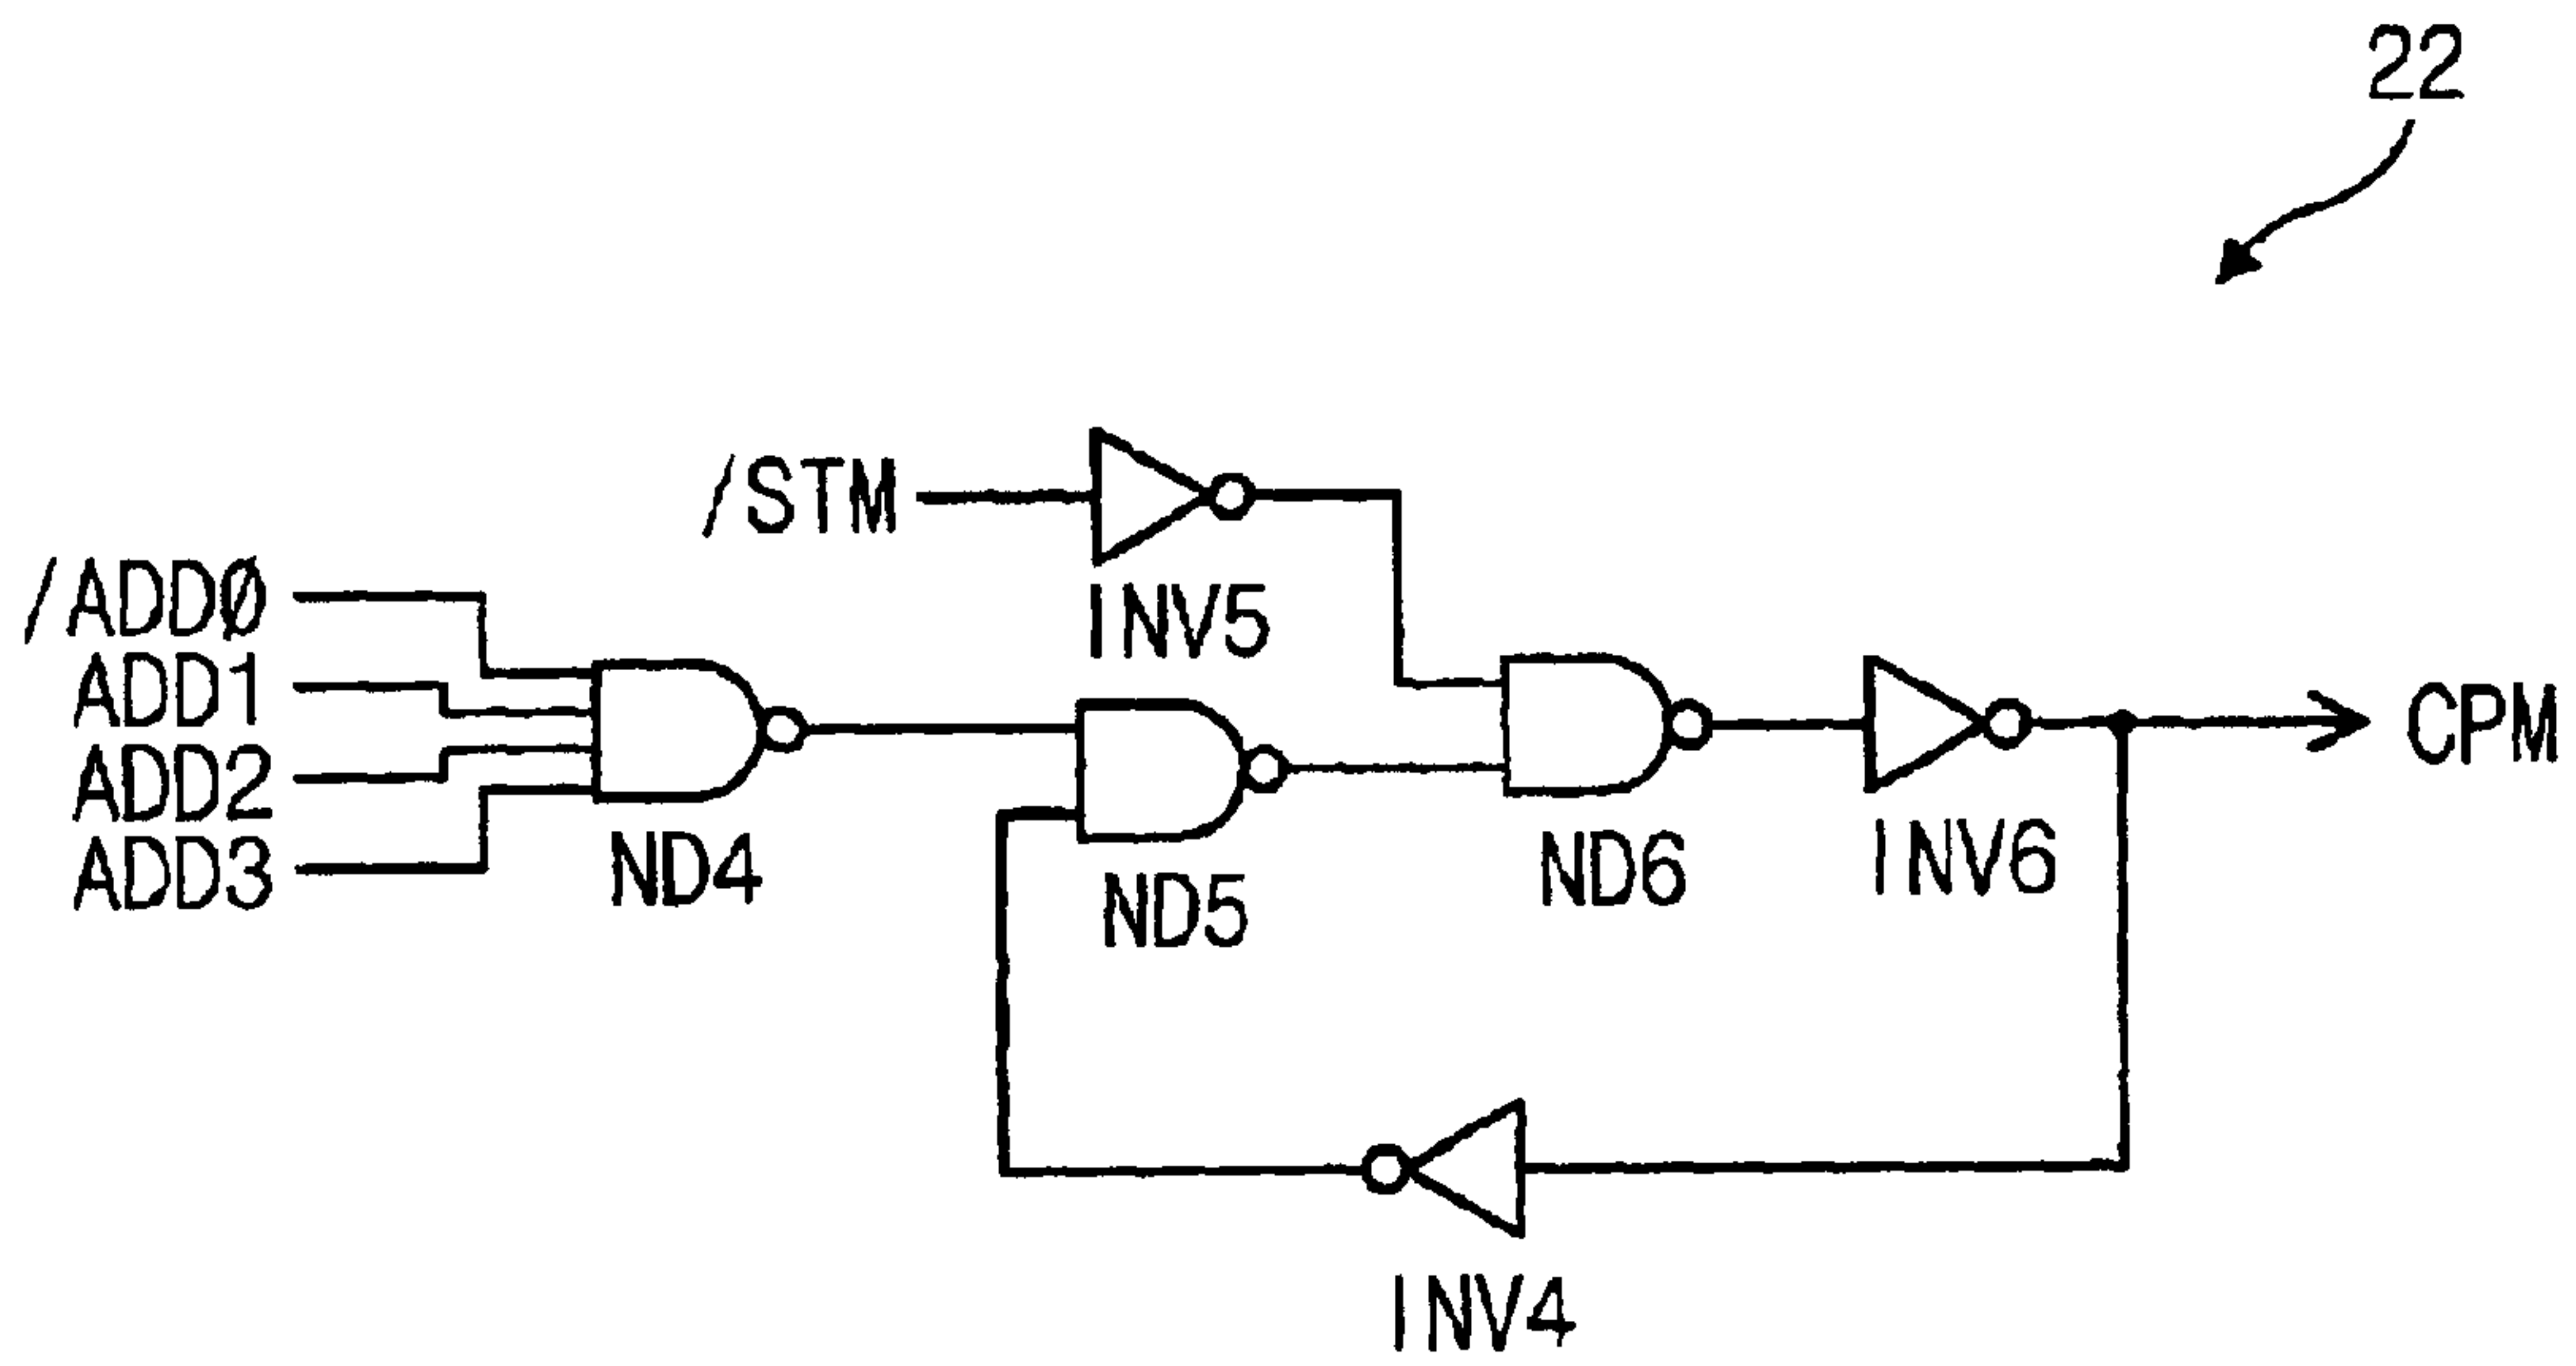 22
/STM
INV5
/ADDØ
ADD1
ADD2
ADD3
ND4
ND5
ND6
INV6
CPM
INV4